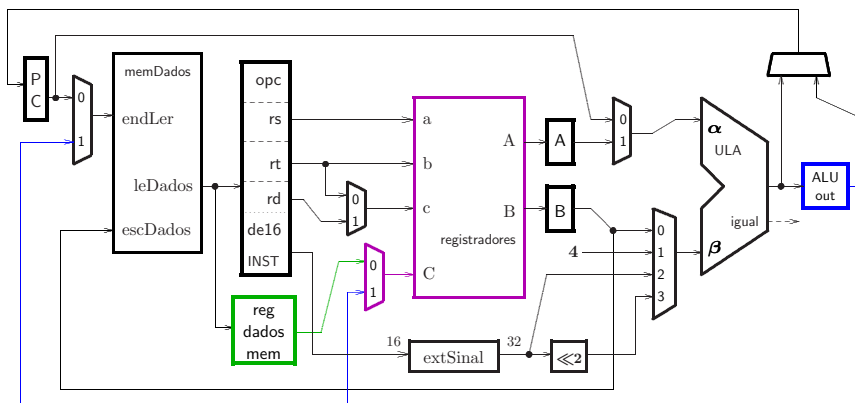 P
C
0
1
memDados
endLer
leDados
escDados
opc
rs
rt
rd
de16
INST
0
1
0
1
reg
dados
mem
a
b
c
C
A
B
registradores
A
B
16
extSinal
32
≪2
4
0
1
0
1
2
3
α
ULA
igual
β
ALU
out